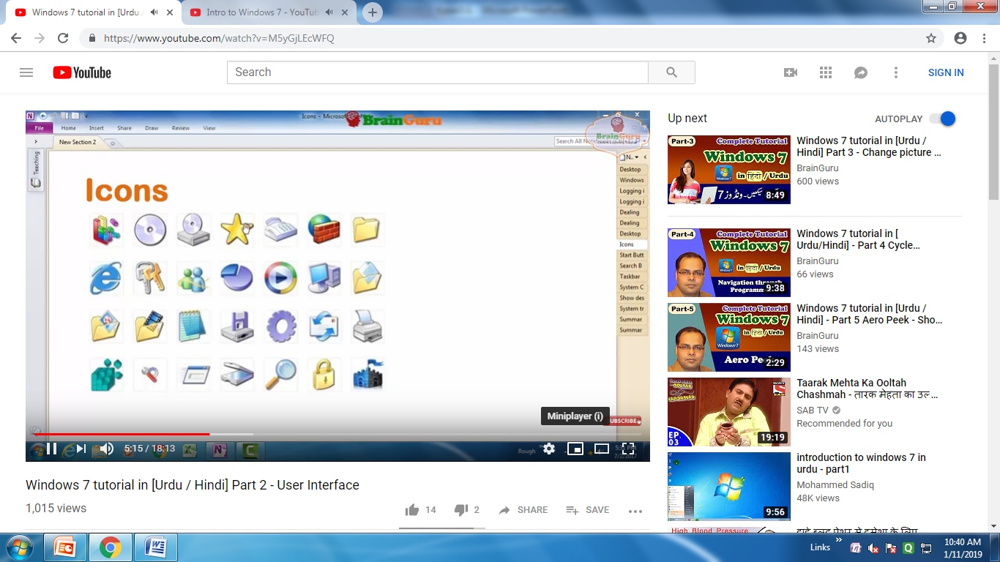 Windows 7 tutorial in [Urdu /
Intro to Windows 7 - YouTub
https://www.youtube.com/watch?v=M5yGjLEcWFQ
YouTube
Search
SIGN IN
Icons - Microsoft
BrainGuru
File Home Insert Share Draw Review View
BrainGuru
New Section 2
Search All
Teaching
N..
Desktop
Windows
Logging i
Logging i
Dealing
Dealing
Desktop
Icons
Start Butt
Search B
Taskbar
System C
Show des
System tr
Summar
Summar
Icons
Miniplayer (i)
UBSCRIBE
5:15 / 18:13
Rough
Windows 7 tutorial in [Urdu / Hindi] Part 2 - User Interface
1,015 views
14
2
SHARE
SAVE
Up next
AUTOPLAY
Part-3 Complete Tutorial
Windows 7
in हिंदी / Urdu
سیکھیں۔ونڈوز 7
8:49
Windows 7 tutorial in [Urdu /
Hindi] Part 3 - Change picture ...
BrainGuru
600 views
Part-4 Complete Tutorial
Windows 7
in हिंदी / Urdu
Navigation through
Programm
9:38
Windows 7 tutorial in [
Urdu/Hindi] - Part 4 Cycle...
BrainGuru
66 views
Part-5 Complete Tutorial
Windows 7
in हिंदी / Urdu
Windows 7
Aero Pee
2:29
Windows 7 tutorial in [Urdu /
Hindi] - Part 5 Aero Peek - Sho...
BrainGuru
143 views
EP.
03
19:19
Taarak Mehta Ka Ooltah
Chashmah - तारक मेहता का उल्...
SAB TV
Recommended for you
9:56
introduction to windows 7 in
urdu - part1
Mohammed Sadiq
48K views
High Blood Pressure
Links
10:40 AM
1/11/2019